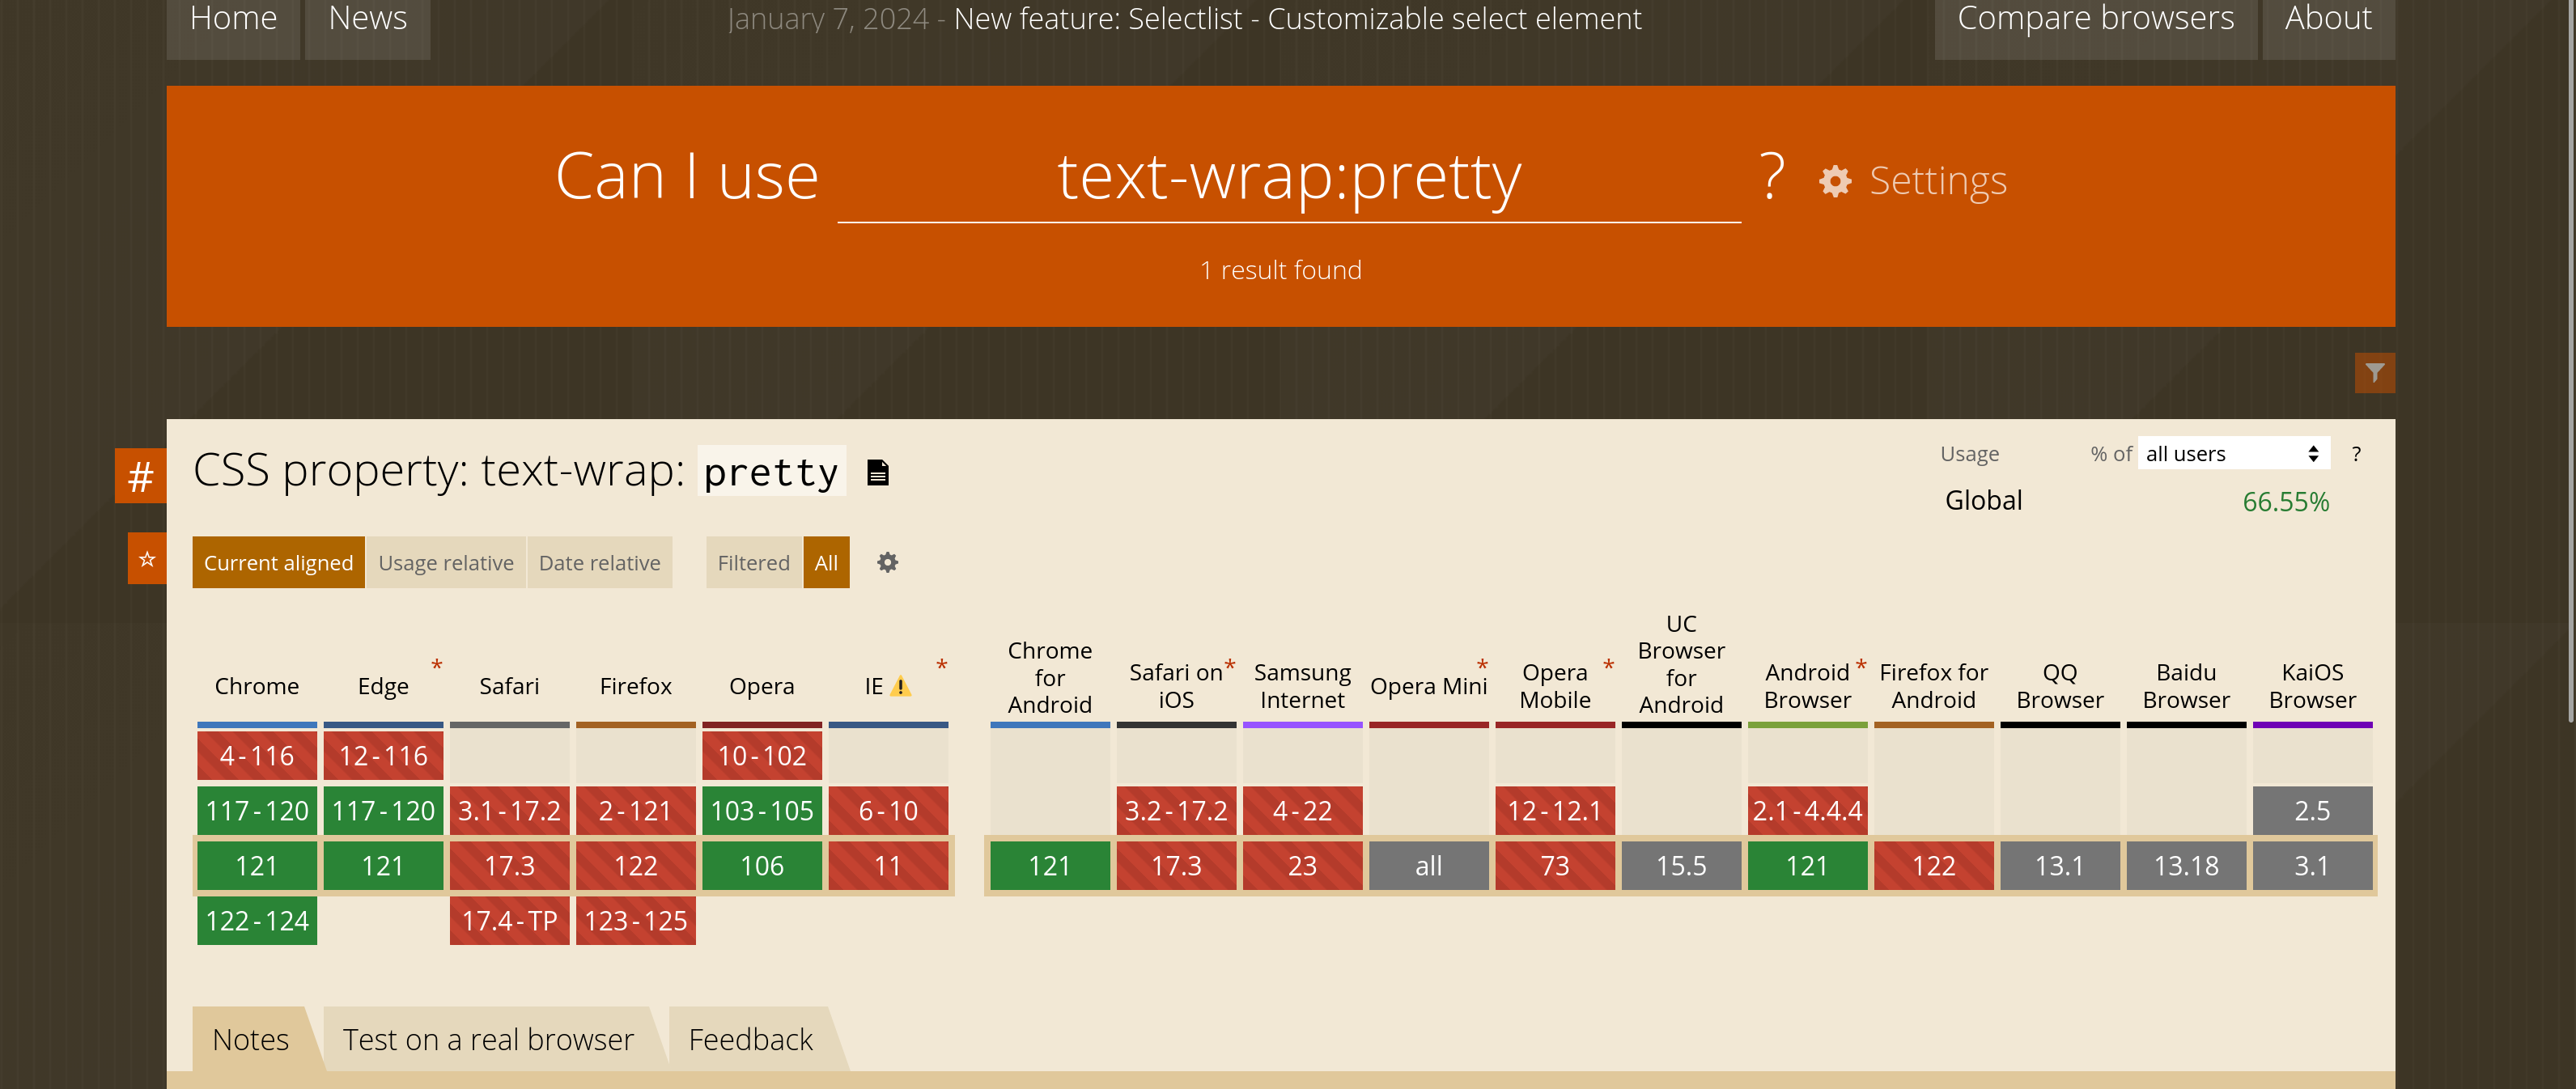 Home News January 7, 2024 - New feature: Selectlist - Customizable select element Compare browsers About
Can I use text-wrap:pretty ? Settings
1 result found
# CSS property: text-wrap: pretty
Usage % of all users ?
Global 66.55%
Current aligned Usage relative Date relative Filtered All
Chrome Edge * Safari Firefox Opera IE * Chrome for Android Safari on iOS * Samsung Internet Opera Mini * Opera Mobile * UC Browser for Android Android Browser * Firefox for Android QQ Browser Baidu Browser KaiOS Browser
4-116 12-116 10-102
117-120 117-120 3.1-17.2 2-121 103-105 6-10 3.2-17.2 4-22 12-12.1 2.1-4.4.4 2.5
121 121 17.3 122 106 11 121 17.3 23 all 73 15.5 121 122 13.1 13.18 3.1
122-124 17.4-TP 123-125
Notes Test on a real browser Feedback